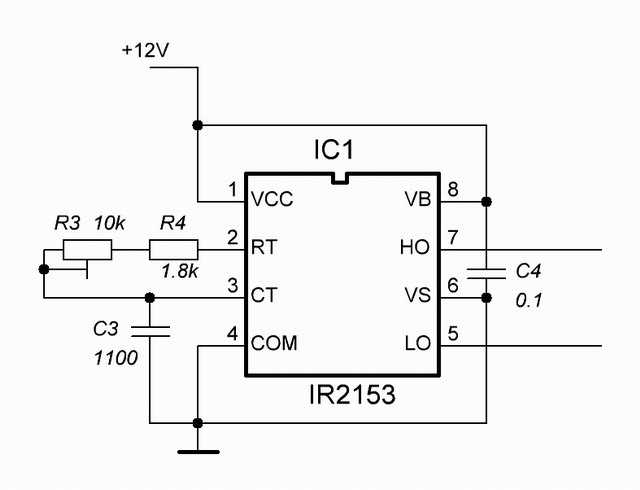 +12V
IC1
1 VCC VB 8
R3 10k R4
2 RT HO 7
1.8k
3 CT VS 6 C4
0.1
C3
1100
4 COM LO 5
IR2153